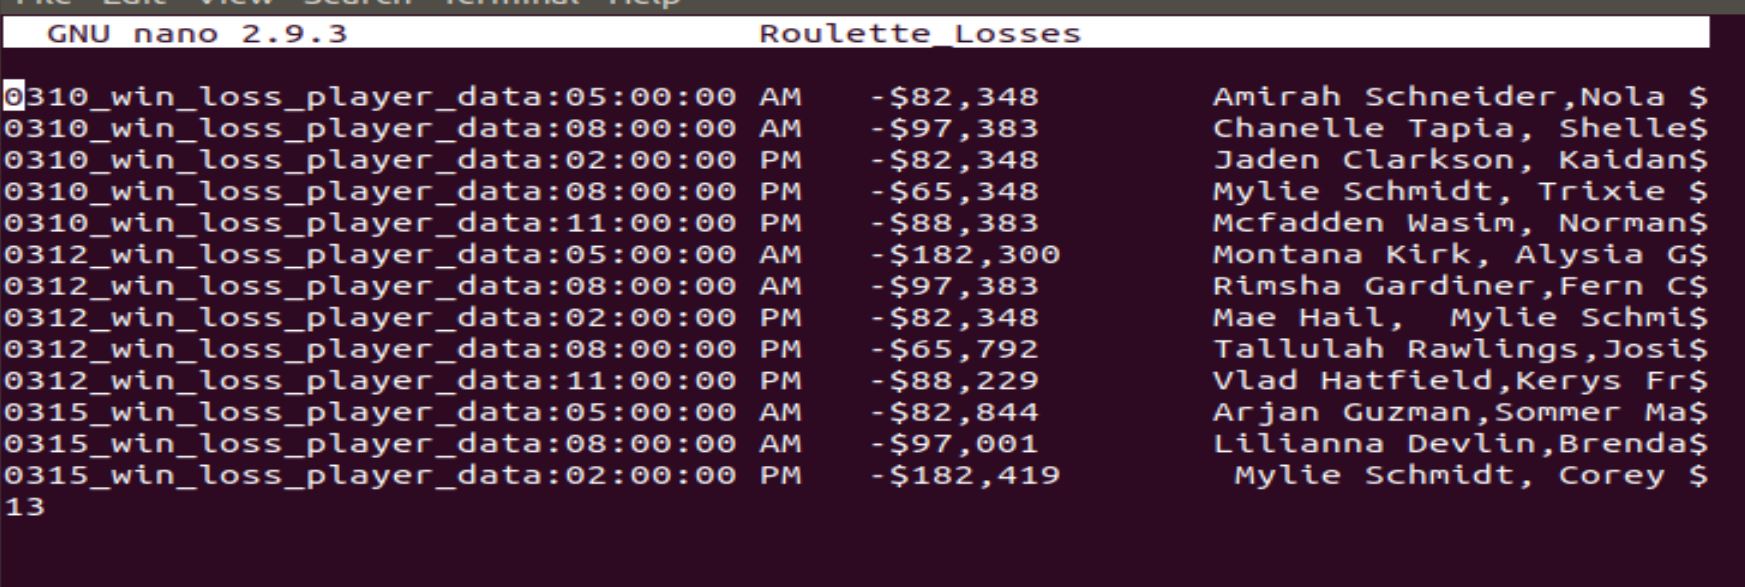 File Edit View Search Terminal Help
GNU nano 2.9.3 Roulette_Losses
0310_win_loss_player_data:05:00:00 AM -$82,348 Amirah Schneider,Nola $
0310_win_loss_player_data:08:00:00 AM -$97,383 Chanelle Tapia, Shelle$
0310_win_loss_player_data:02:00:00 PM -$82,348 Jaden Clarkson, Kaidan$
0310_win_loss_player_data:08:00:00 PM -$65,348 Mylie Schmidt, Trixie $
0310_win_loss_player_data:11:00:00 PM -$88,383 Mcfadden Wasim, Norman$
0312_win_loss_player_data:05:00:00 AM -$182,300 Montana Kirk, Alysia G$
0312_win_loss_player_data:08:00:00 AM -$97,383 Rimsha Gardiner,Fern C$
0312_win_loss_player_data:02:00:00 PM -$82,348 Mae Hail, Mylie Schmi$
0312_win_loss_player_data:08:00:00 PM -$65,792 Tallulah Rawlings,Josi$
0312_win_loss_player_data:11:00:00 PM -$88,229 Vlad Hatfield,Kerys Fr$
0315_win_loss_player_data:05:00:00 AM -$82,844 Arjan Guzman,Sommer Ma$
0315_win_loss_player_data:08:00:00 AM -$97,001 Lilianna Devlin,Brenda$
0315_win_loss_player_data:02:00:00 PM -$182,419 Mylie Schmidt, Corey $
13